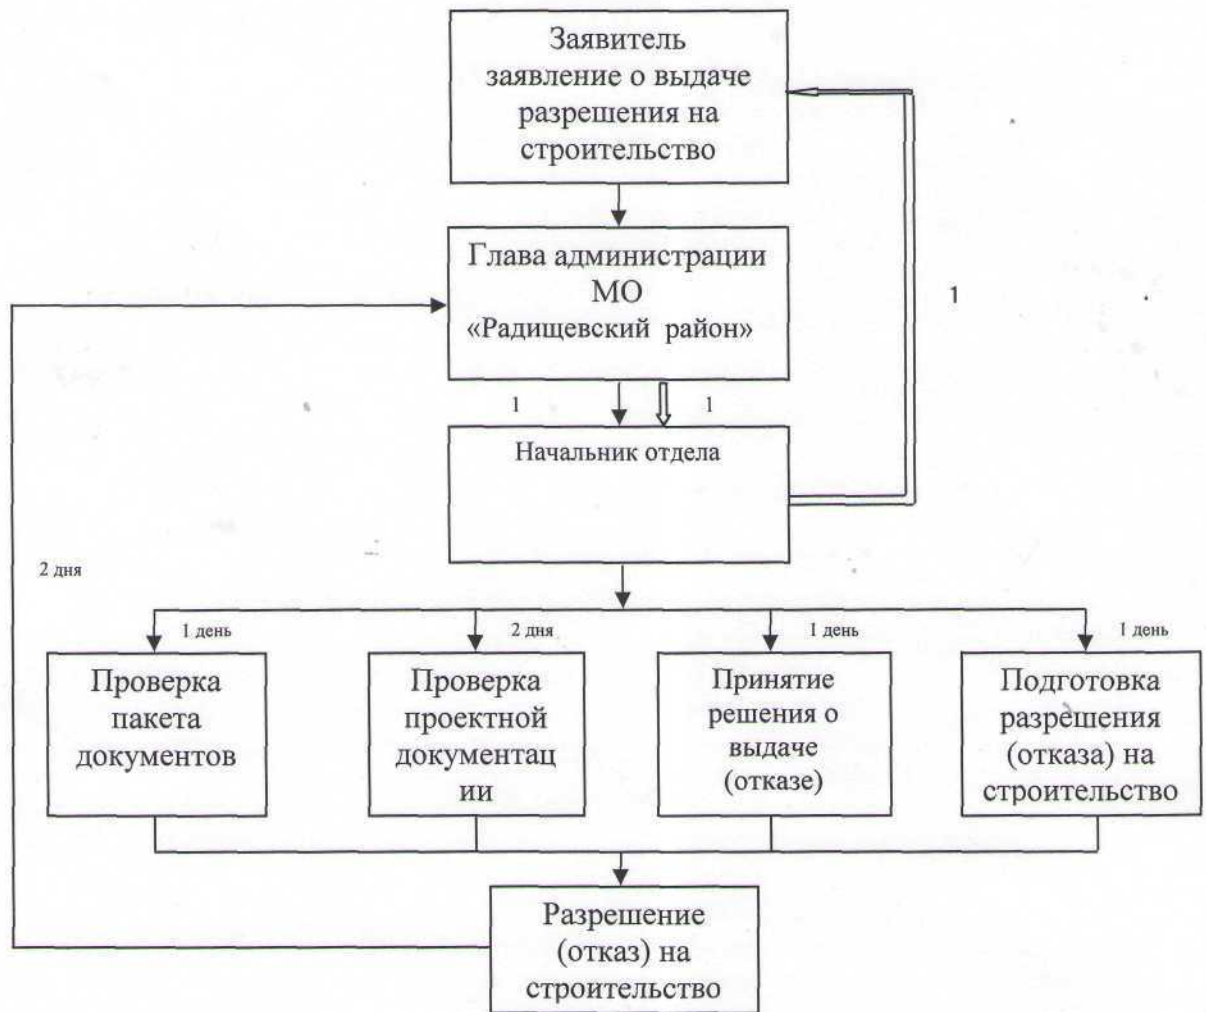 Заявитель
заявление о выдаче
разрешения на
строительство
Глава администрации
МО
«Радищевский район»
1
1
1
Начальник отдела
2 дня
1 день
2 дня
1 день
1 день
Проверка
пакета
документов
Проверка
проектной
документац
ии
Принятие
решения о
выдаче
(отказе)
Подготовка
разрешения
(отказа) на
строительство
Разрешение
(отказ) на
строительство